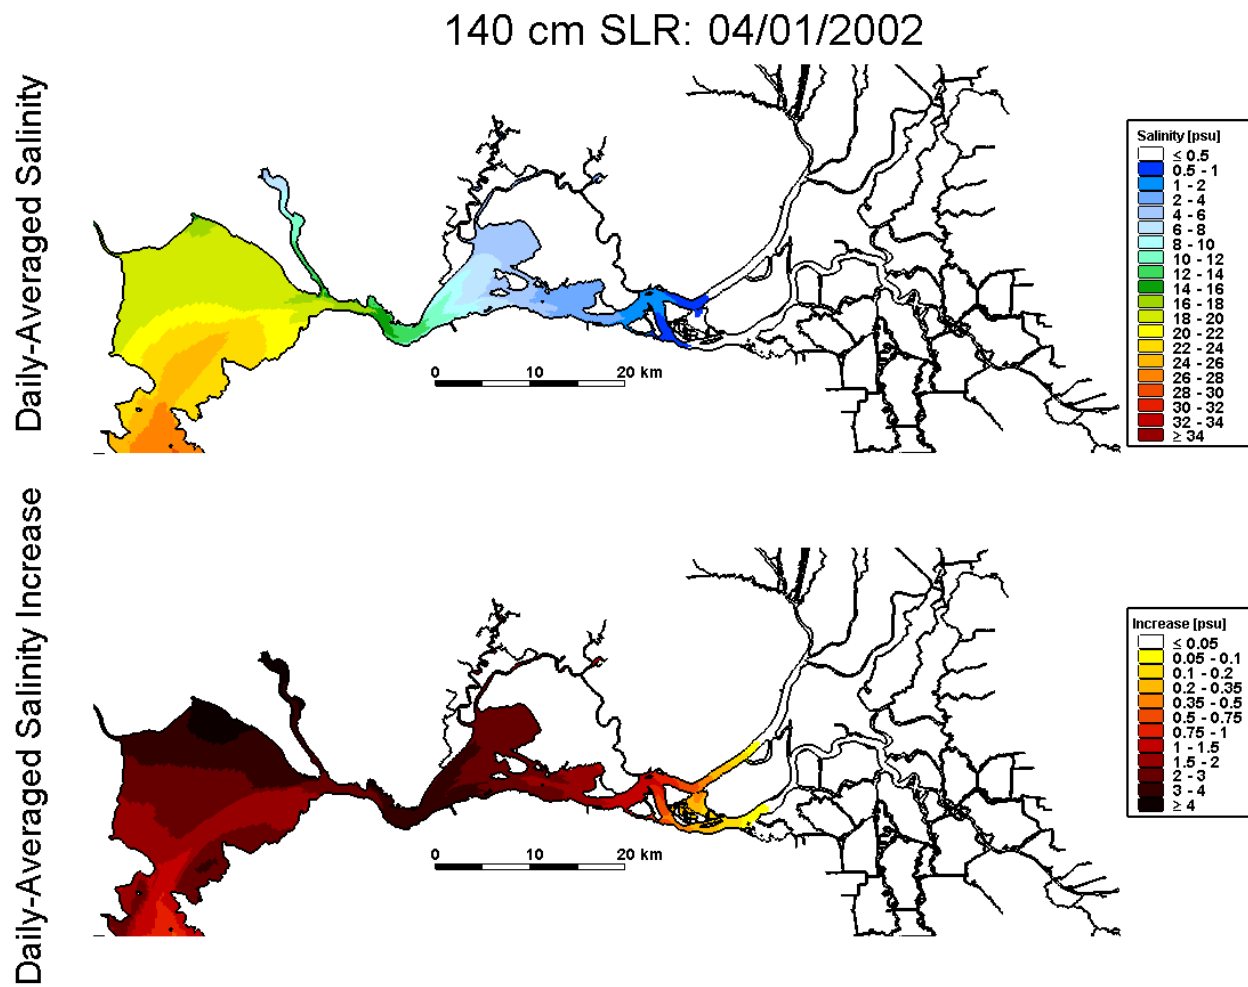 140 cm SLR: 04/01/2002
Daily-Averaged Salinity
0 10 20 km
Salinity [psu]
≤ 0.5
0.5 - 1
1 - 2
2 - 4
4 - 6
6 - 8
8 - 10
10 - 12
12 - 14
14 - 16
16 - 18
18 - 20
20 - 22
22 - 24
24 - 26
26 - 28
28 - 30
30 - 32
32 - 34
≥ 34
Daily-Averaged Salinity Increase
0 10 20 km
Increase [psu]
≤ 0.05
0.05 - 0.1
0.1 - 0.2
0.2 - 0.35
0.35 - 0.5
0.5 - 0.75
0.75 - 1
1 - 1.5
1.5 - 2
2 - 3
3 - 4
≥ 4